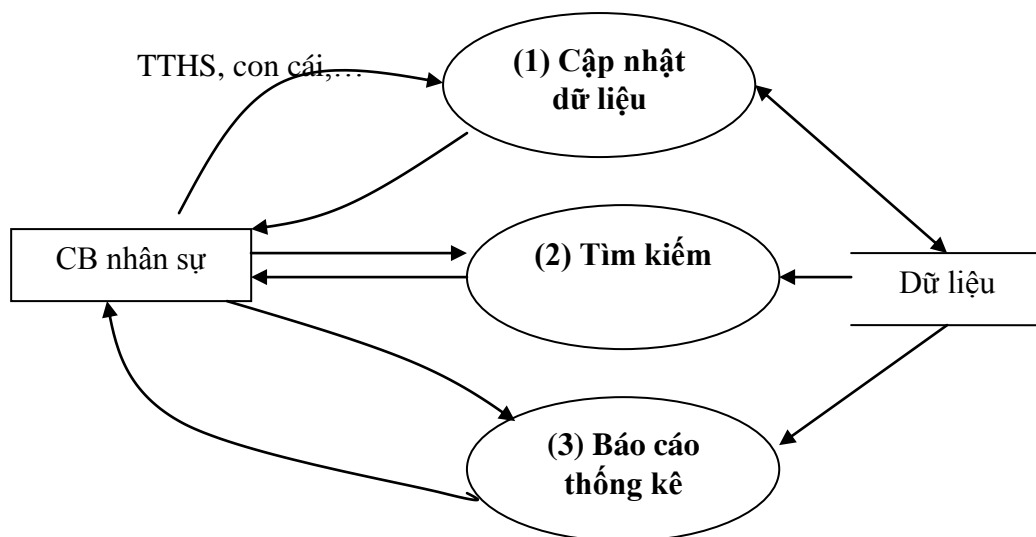 TTHS, con cái,…
(1) Cập nhật
dữ liệu
CB nhân sự
(2) Tìm kiếm
Dữ liệu
(3) Báo cáo
thống kê